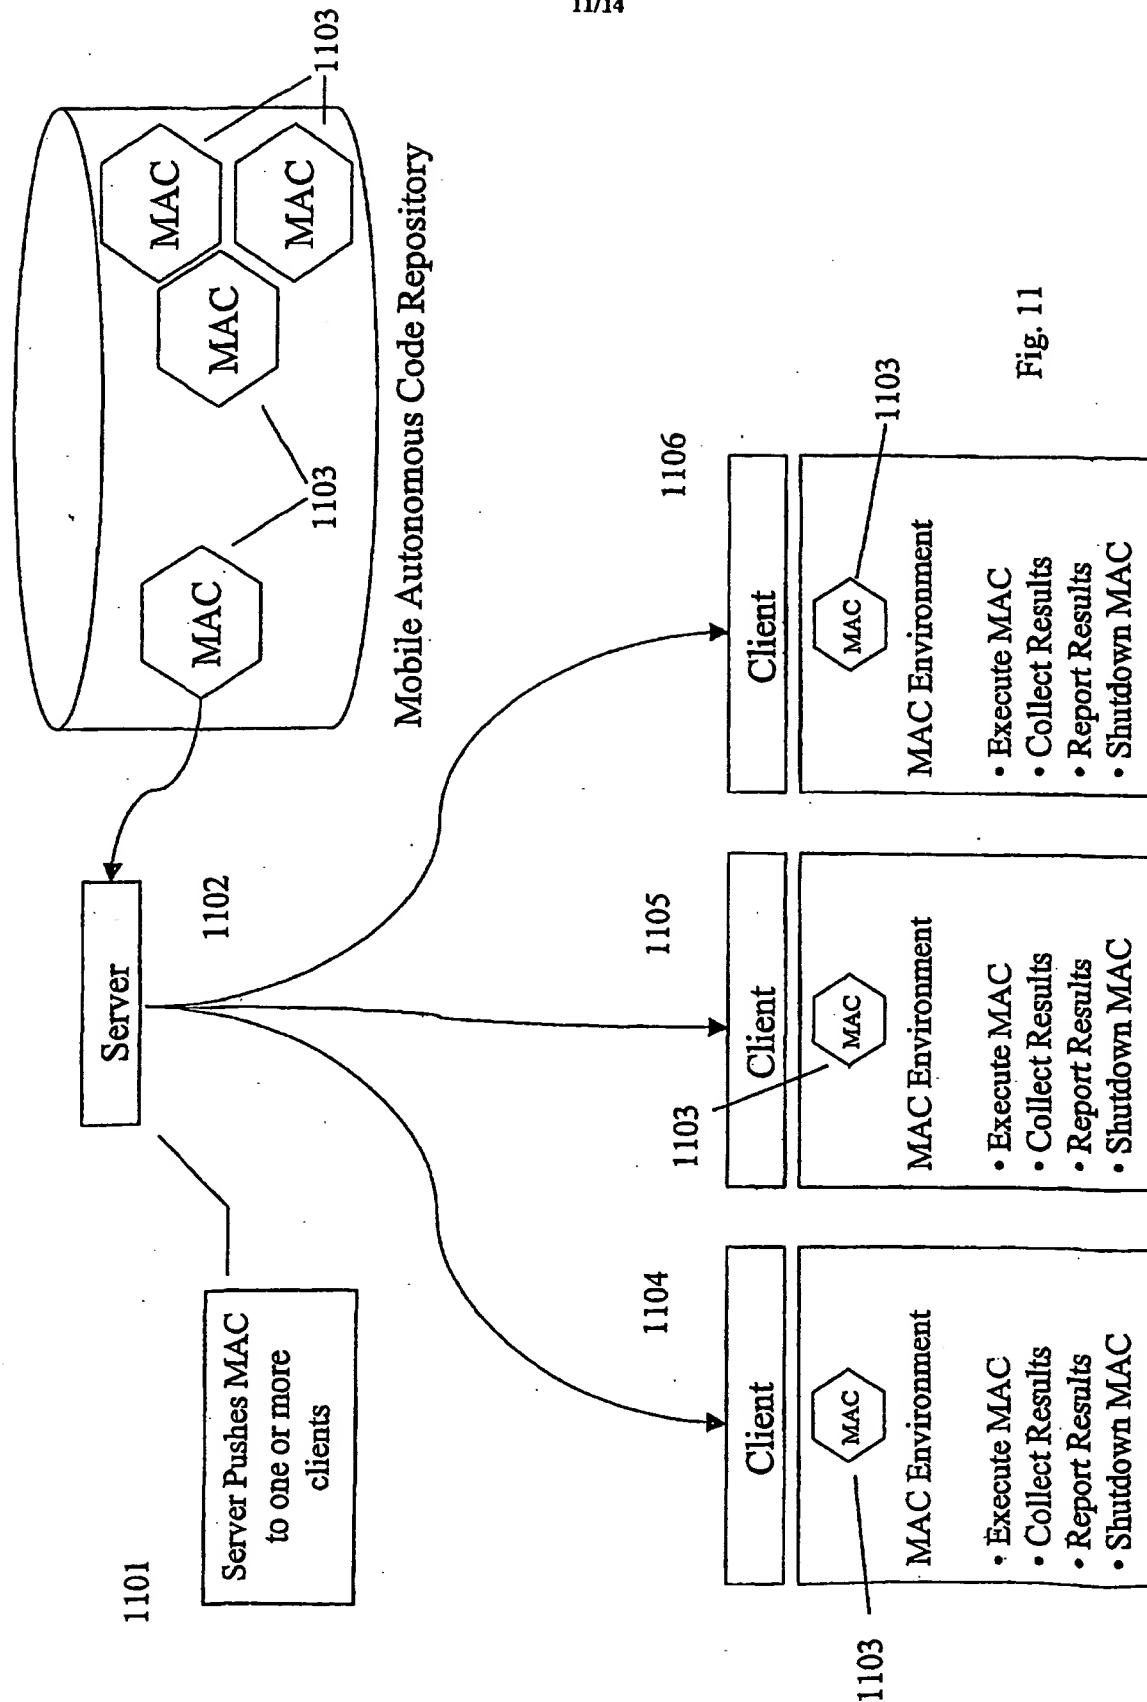 11/14
1101
Server Pushes MAC
to one or more
clients
Server
1102
MAC
MAC
MAC
MAC
1103
1103
Mobile Autonomous Code Repository
1104
Client
MAC
1103
MAC Environment
• Execute MAC
• Collect Results
• Report Results
• Shutdown MAC
1105
Client
MAC
1103
MAC Environment
• Execute MAC
• Collect Results
• Report Results
• Shutdown MAC
1106
Client
MAC
1103
MAC Environment
• Execute MAC
• Collect Results
• Report Results
• Shutdown MAC
Fig. 11